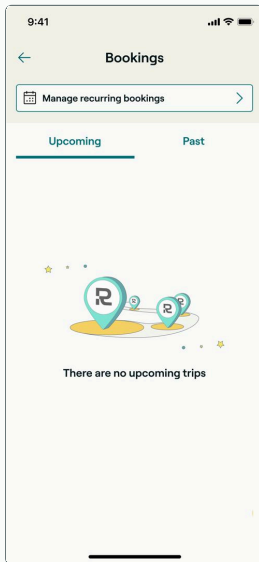 9:41
Bookings
Manage recurring bookings
Upcoming Past
R R R R
There are no upcoming trips